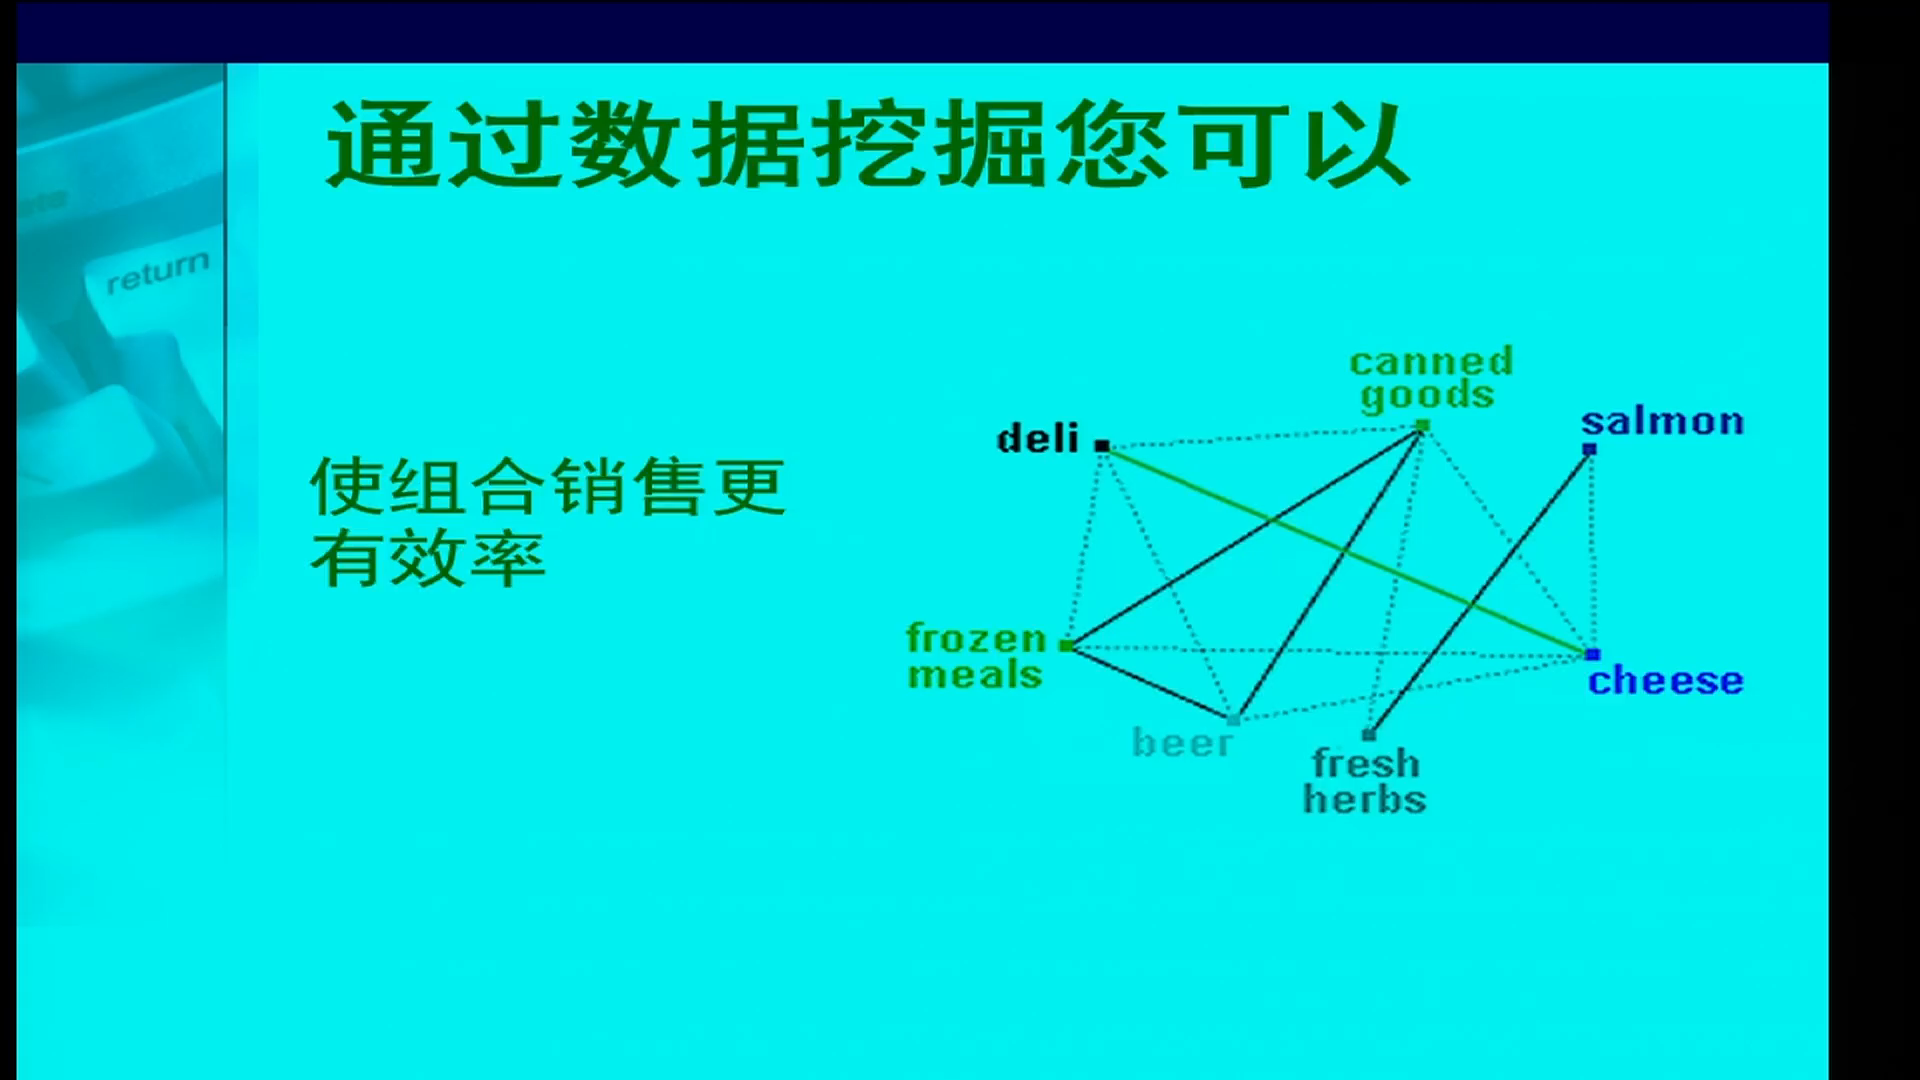 通过数据挖掘您可以
return
使组合销售更
有效率
canned
goods
salmon
deli
frozen
meals
cheese
beer
fresh
herbs